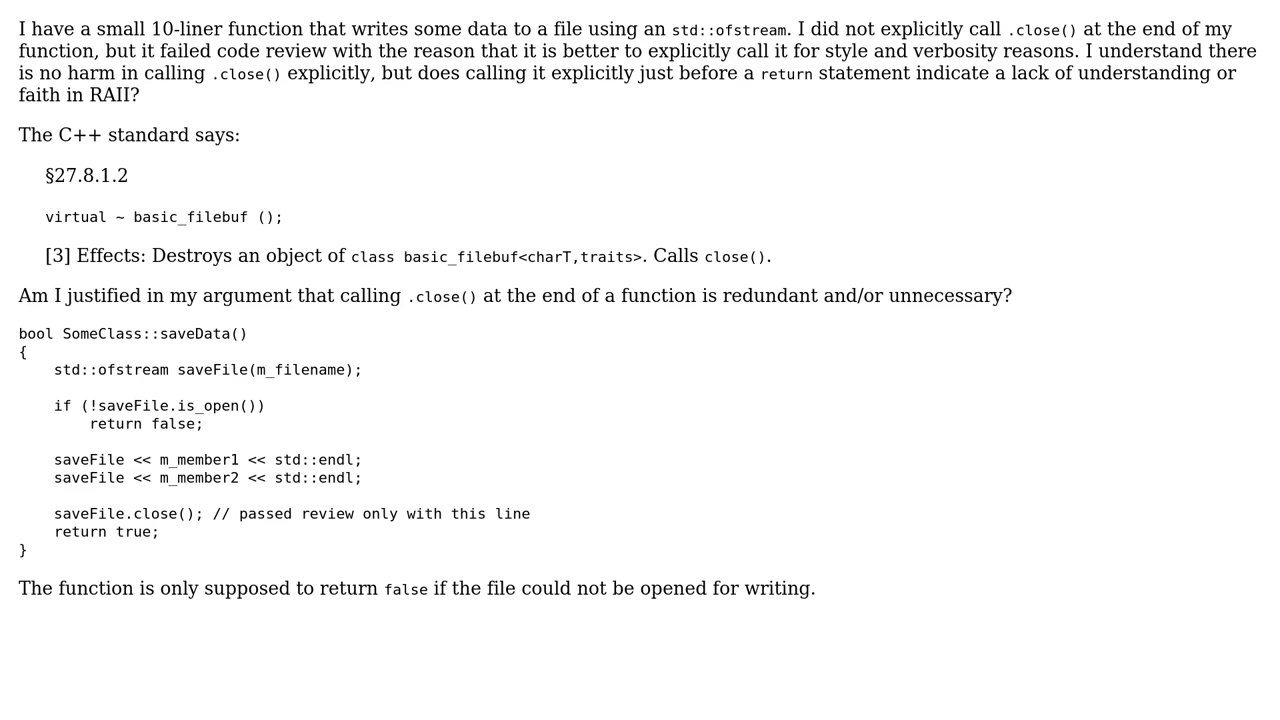 I have a small 10-liner function that writes some data to a file using an std::ofstream. I did not explicitly call .close() at the end of my
function, but it failed code review with the reason that it is better to explicitly call it for style and verbosity reasons. I understand there
is no harm in calling .close() explicitly, but does calling it explicitly just before a return statement indicate a lack of understanding or
faith in RAII?
The C++ standard says:
§27.8.1.2
virtual ~ basic_filebuf ();
[3] Effects: Destroys an object of class basic_filebuf<charT,traits>. Calls close().
Am I justified in my argument that calling .close() at the end of a function is redundant and/or unnecessary?
bool SomeClass::saveData()
{
    std::ofstream saveFile(m_filename);
    if (!saveFile.is_open())
        return false;
    saveFile << m_member1 << std::endl;
    saveFile << m_member2 << std::endl;
    saveFile.close(); // passed review only with this line
    return true;
}
The function is only supposed to return false if the file could not be opened for writing.